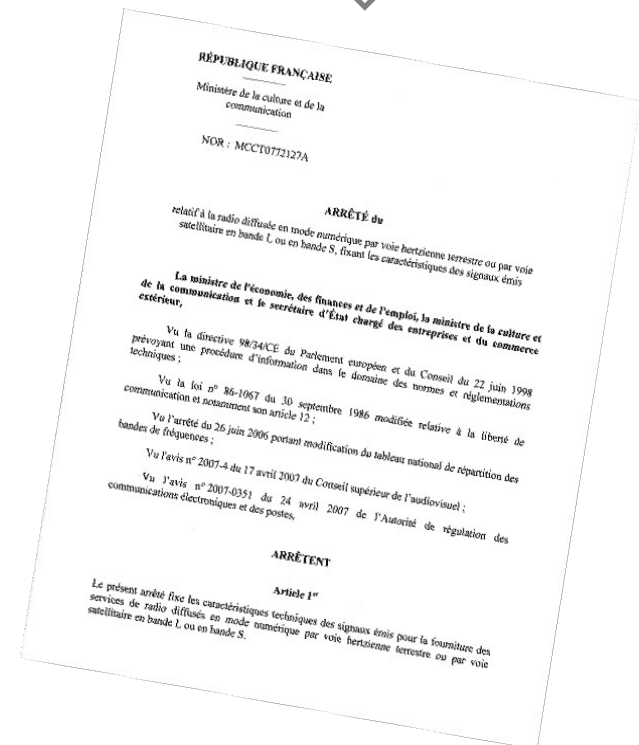 RÉPUBLIQUE FRANÇAISE
Ministère de la culture et de la
communication
NOR : MCCT0772127A
ARRÊTÉ du
relatif à la radio diffusée en mode numérique par voie hertzienne terrestre ou par voie
satellitaire en bande L ou en bande S, fixant les caractéristiques des signaux émis
La ministre de l'économie, des finances et de l'emploi, la ministre de la culture et
de la communication et le secrétaire d'État chargé des entreprises et du commerce
extérieur,
Vu la directive 98/34/CE du Parlement européen et du Conseil du 22 juin 1998
prévoyant une procédure d'information dans le domaine des normes et réglementations
techniques ;
Vu la loi n° 86-1067 du 30 septembre 1986 modifiée relative à la liberté de
communication et notamment son article 12 ;
Vu l'arrêté du 26 juin 2006 portant modification du tableau national de répartition des
bandes de fréquences ;
Vu l'avis n° 2007-4 du 17 avril 2007 du Conseil supérieur de l'audiovisuel ;
Vu l'avis n° 2007-0351 du 24 avril 2007 de l'Autorité de régulation des
communications électroniques et des postes,
ARRÊTENT
Article 1er
Le présent arrêté fixe les caractéristiques techniques des signaux émis pour la fourniture des
services de radio diffusés en mode numérique par voie hertzienne terrestre ou par voie
satellitaire en bande L ou en bande S.